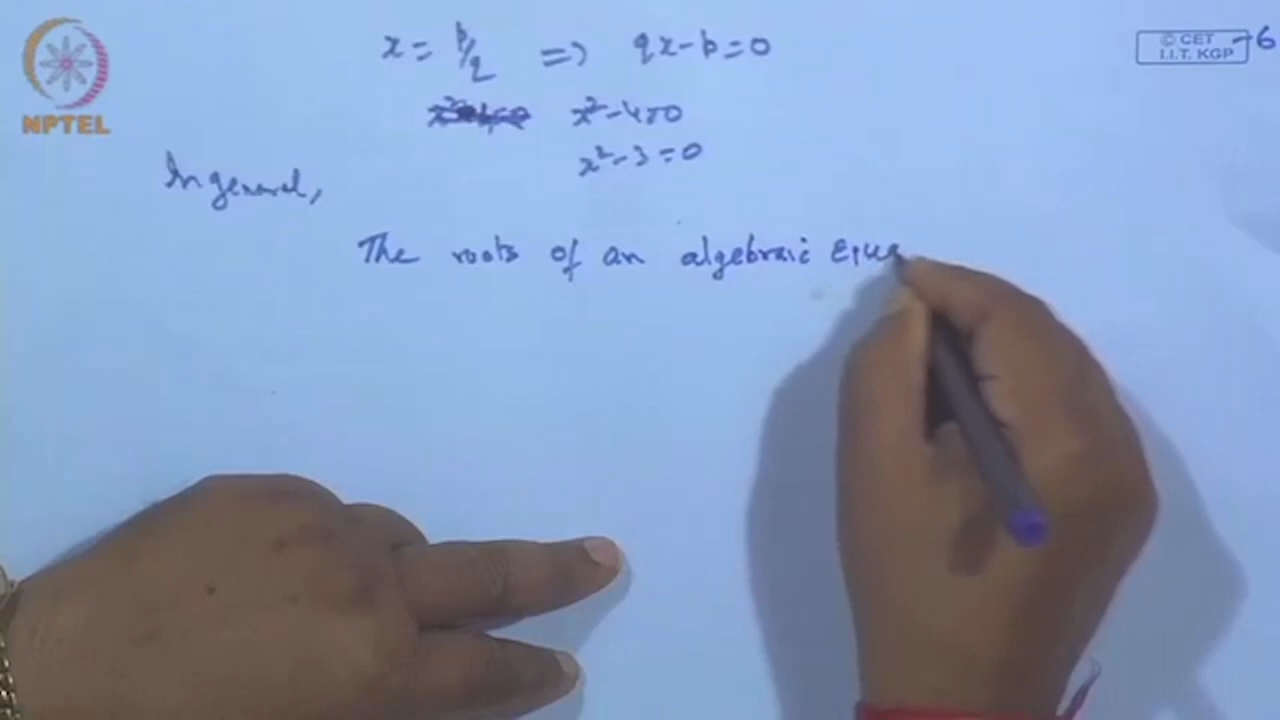 x = p/q => qx - p = 0
© CET
I.I.T. KGP
-6
NPTEL
x² - 4 = 0
x² - 3 = 0
In general,
The roots of an algebraic Equa